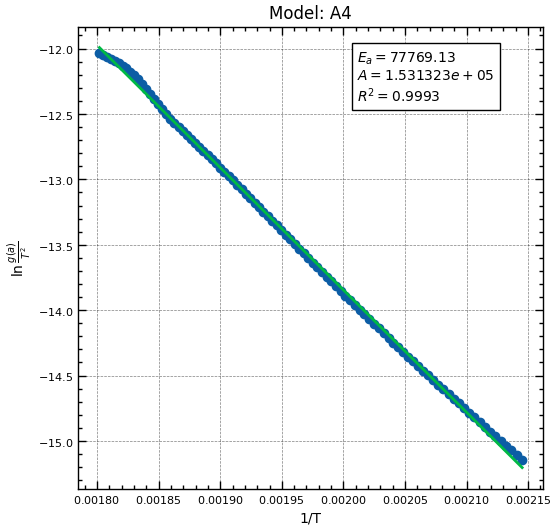 Model: A4
−12.0
−12.5
−13.0
−13.5
−14.0
−14.5
−15.0
ln g(a)/T²
E_a = 77769.13
A = 1.531323e + 05
R² = 0.9993
0.00180 0.00185 0.00190 0.00195 0.00200 0.00205 0.00210 0.00215
1/T